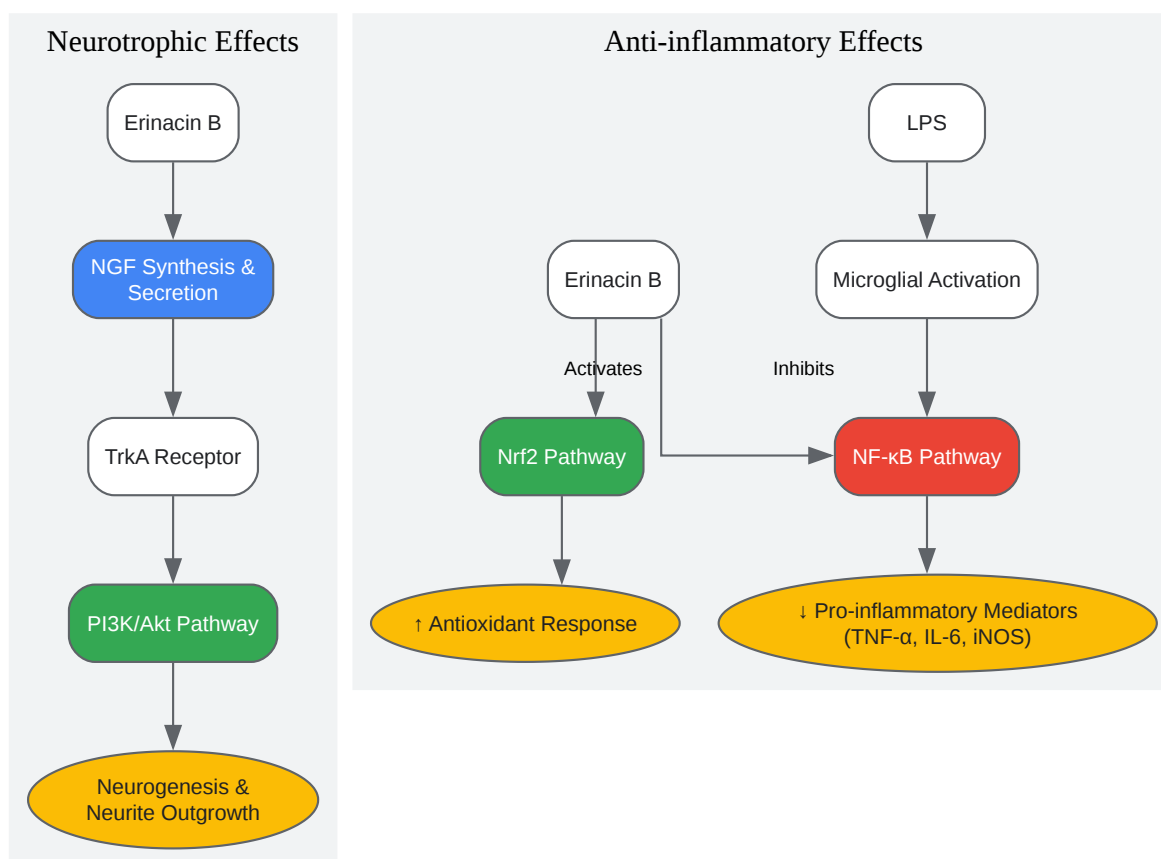 Neurotrophic Effects
Erinacin B
NGF Synthesis &
Secretion
TrkA Receptor
PI3K/Akt Pathway
Neurogenesis &
Neurite Outgrowth
Anti-inflammatory Effects
LPS
Erinacin B
Microglial Activation
Activates
Inhibits
Nrf2 Pathway
NF-κB Pathway
↑ Antioxidant Response
↓ Pro-inflammatory Mediators
(TNF-α, IL-6, iNOS)